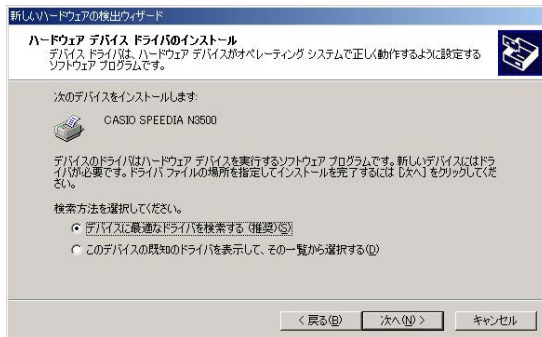 新しいハードウェアの検出ウィザード
ハードウェア デバイス ドライバのインストール
デバイス ドライバは、ハードウェア デバイスがオペレーティング システムで正しく動作するように設定する
ソフトウェア プログラムです。
次のデバイスをインストールします:
CASIO SPEEDIA N3500
デバイスのドライバはハードウェア デバイスを実行するソフトウェア プログラムです。新しいデバイスにはドラ
イバが必要です。ドライバ ファイルの場所を指定してインストールを完了するには [次へ] をクリックしてくだ
さい。
検索方法を選択してください。
デバイスに最適なドライバを検索する (推奨)(S)
このデバイスの既知のドライバを表示して、その一覧から選択する(D)
< 戻る(B) 次へ(N) > キャンセル